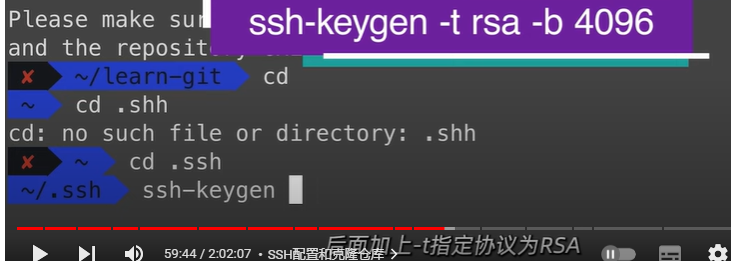 Please make sur
ssh-keygen -t rsa -b 4096
and the repository
✘ ~/learn-git cd
~ cd .shh
cd: no such file or directory: .shh
✘ ~ cd .ssh
~/.ssh ssh-keygen
后面加上-t指定协议为RSA
59:44 / 2:02:07 • SSH配置和克隆仓库 >